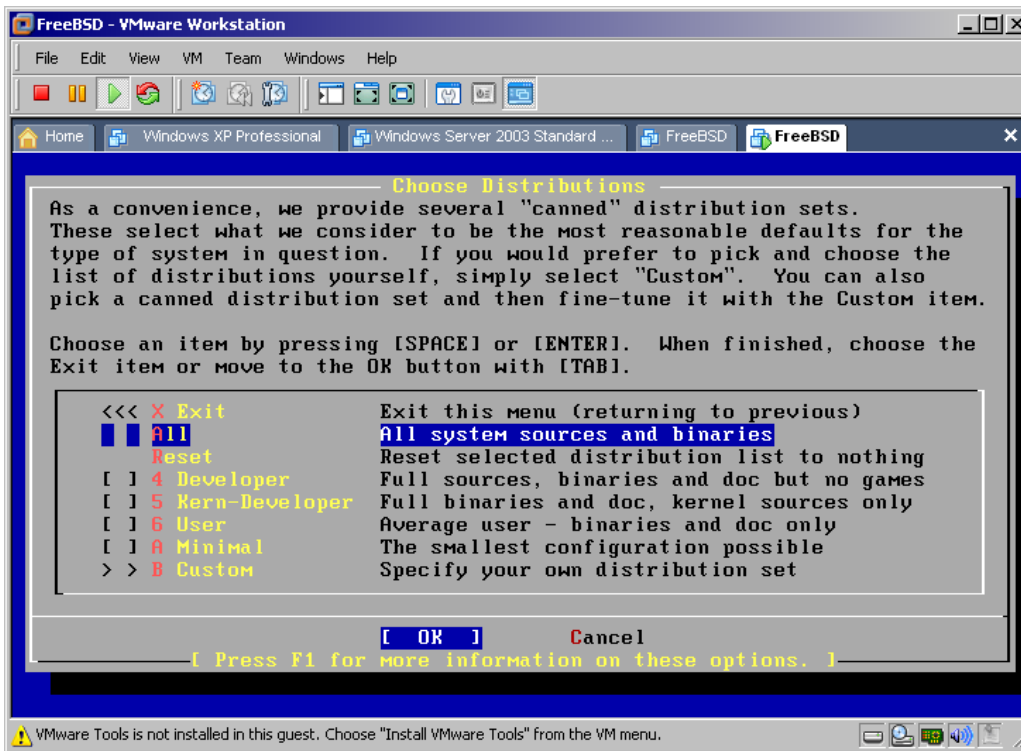 FreeBSD - VMware Workstation
File Edit View VM Team Windows Help
Home Windows XP Professional Windows Server 2003 Standard ... FreeBSD FreeBSD
Choose Distributions
As a convenience, we provide several "canned" distribution sets.
These select what we consider to be the most reasonable defaults for the
type of system in question. If you would prefer to pick and choose the
list of distributions yourself, simply select "Custom". You can also
pick a canned distribution set and then fine-tune it with the Custom item.
Choose an item by pressing [SPACE] or [ENTER]. When finished, choose the
Exit item or move to the OK button with [TAB].
<<< X Exit Exit this menu (returning to previous)
All All system sources and binaries
Reset Reset selected distribution list to nothing
[ ] 4 Developer Full sources, binaries and doc but no games
[ ] 5 Kern-Developer Full binaries and doc, kernel sources only
[ ] 6 User Average user - binaries and doc only
[ ] A Minimal The smallest configuration possible
> > B Custom Specify your own distribution set
[ OK ] Cancel
[ Press F1 for more information on these options. ]
VMware Tools is not installed in this guest. Choose "Install VMware Tools" from the VM menu.